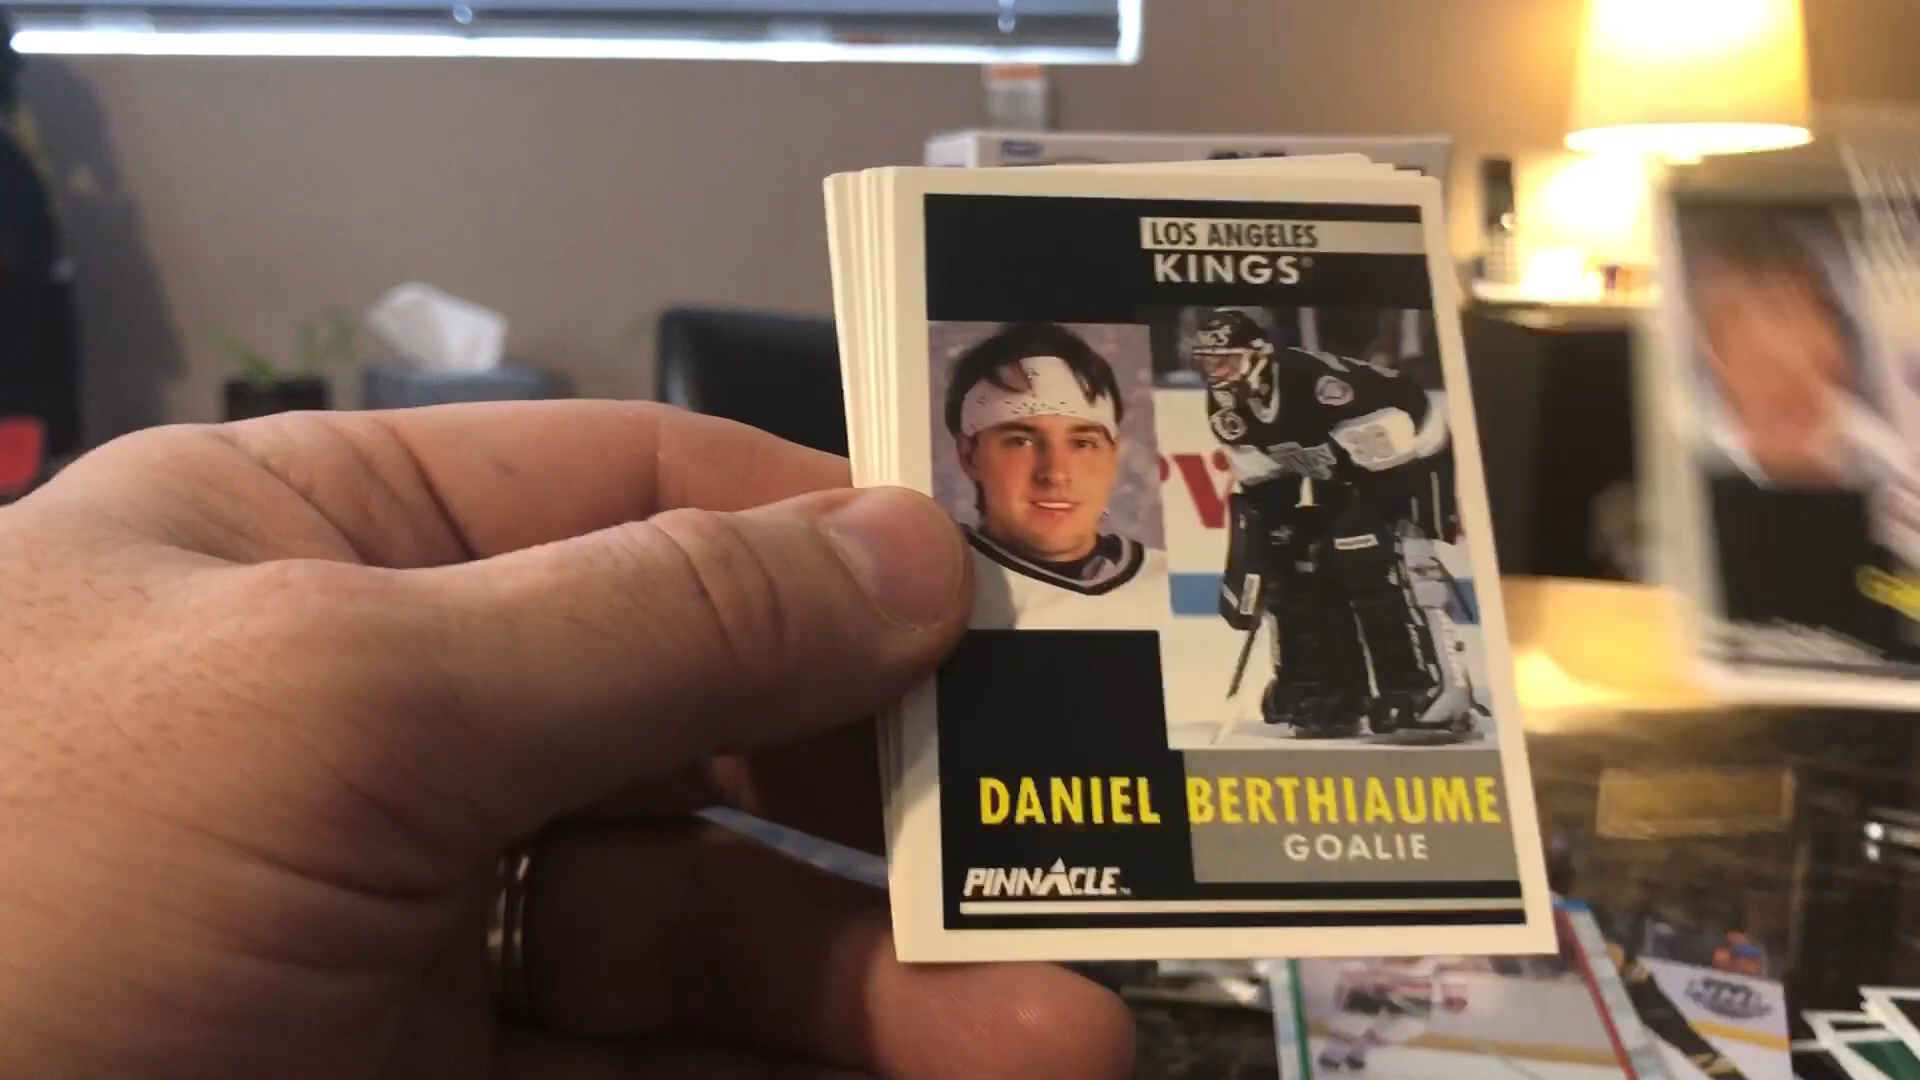 LOS ANGELES
KINGS
DANIEL BERTHIAUME
GOALIE
PINNACLE